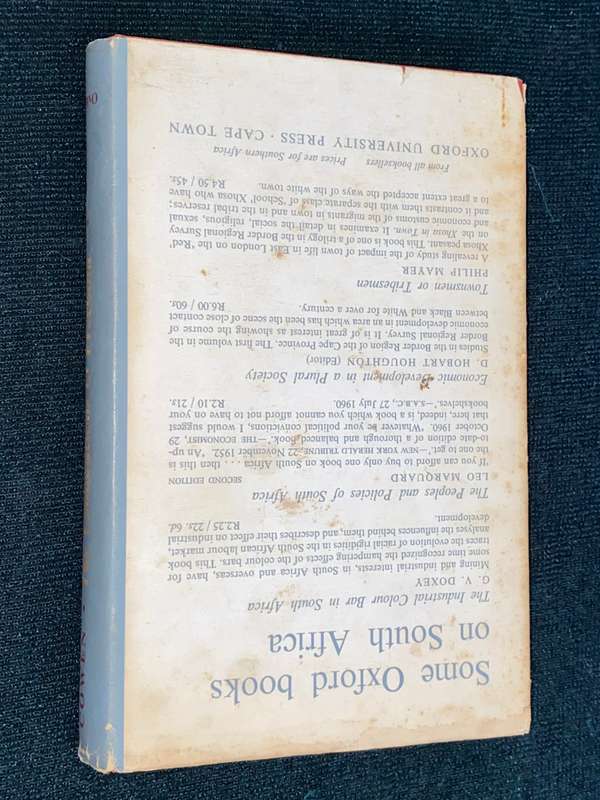 Some Oxford books
on South Africa
The Industrial Colour Bar in South Africa
G. V. DOXEY
Mining and industrial interests, in South Africa and overseas, have for
some time recognized the hampering effects of the colour bars. This book
traces the evolution of racial rigidities in the South African labour market,
analyses the influences behind them, and describes their effect on industrial
development. R2.25 / 22s. 6d.
The Peoples and Policies of South Africa
LEO MARQUARD SECOND EDITION
'If you can afford to buy only one book on South Africa . . . then this is
the one to get'.—NEW YORK HERALD TRIBUNE, 22 November 1952. "An up-
to-date edition of a thorough and balanced book."—THE ECONOMIST, 29
October 1960. "Whatever be your political convictions, I would suggest
that here, indeed, is a book which you cannot afford not to have on your
bookshelves."—S.A.B.C., 27 July 1960. R2.10 / 21s
Economic Development in a Plural Society
D. HOBART HOUGHTON (Editor)
Studies in the Border Region of the Cape Province. The first volume in the
Border Regional Survey. It is of great interest as showing the course of
economic development in an area which has been the scene of close contact
between Black and White for over a century. R6.00 / 60s.
Townsmen or Tribesmen
PHILIP MAYER
A revealing study of the impact of town life in East London on the 'Red'
Xhosa peasant. This book is one of a trilogy in the Border Regional Survey
on the Xhosa in Town. It examines in detail the social, religious, sexual
and economic customs of the migrants in town and in the tribal reserves;
and it contrasts them with the separate class of 'School' Xhosa who have
to a great extent accepted the ways of the white town. R4.50 / 45s.
From all booksellers Prices are for Southern Africa
OXFORD UNIVERSITY PRESS · CAPE TOWN